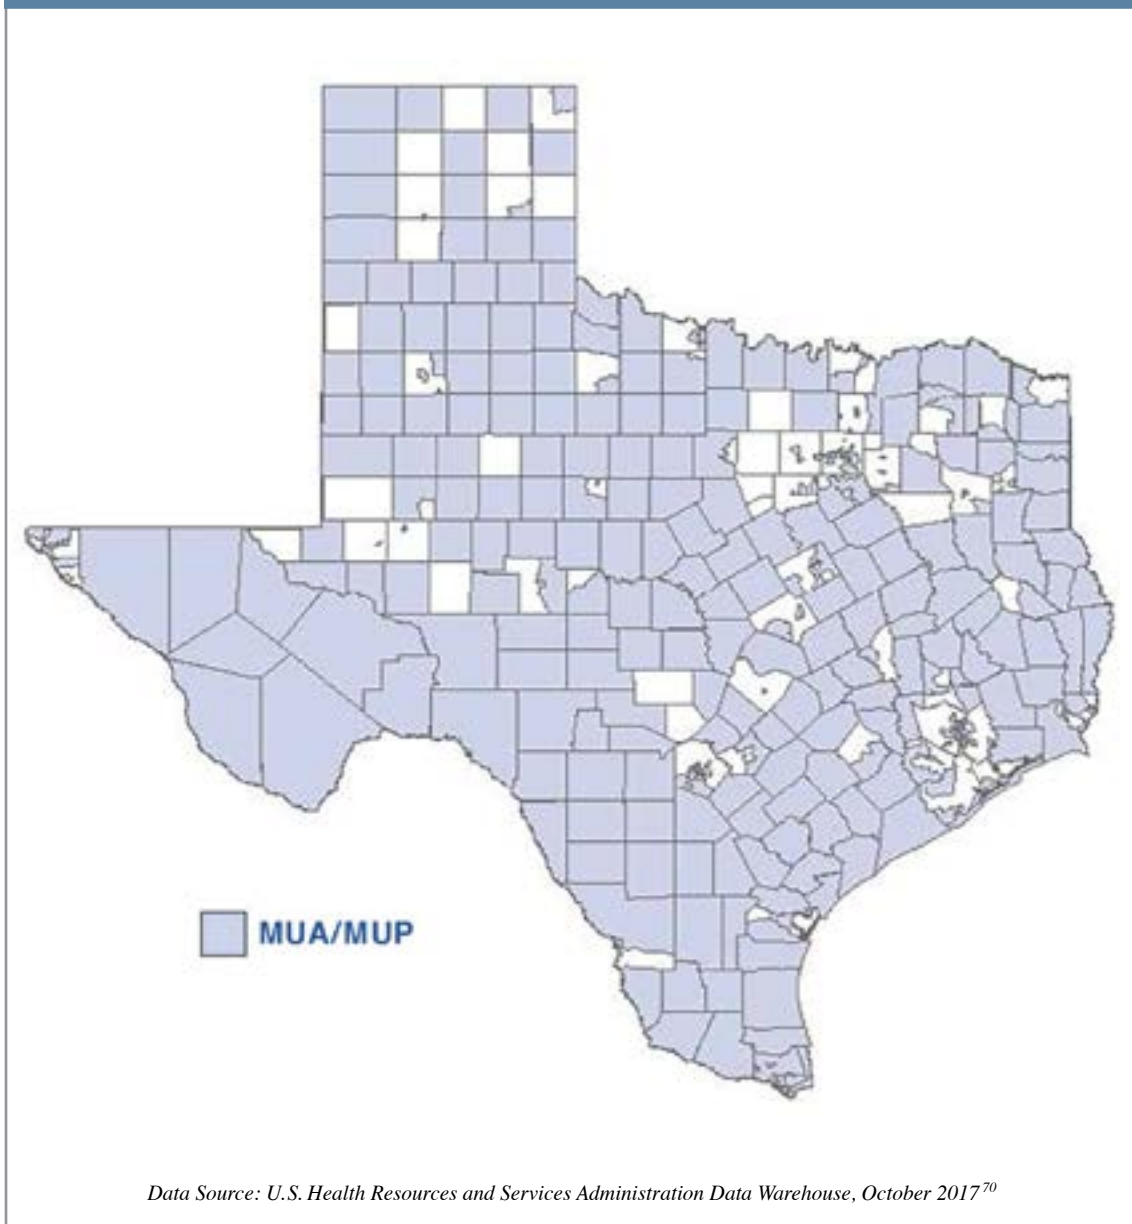 MUA/MUP
Data Source: U.S. Health Resources and Services Administration Data Warehouse, October 2017 70